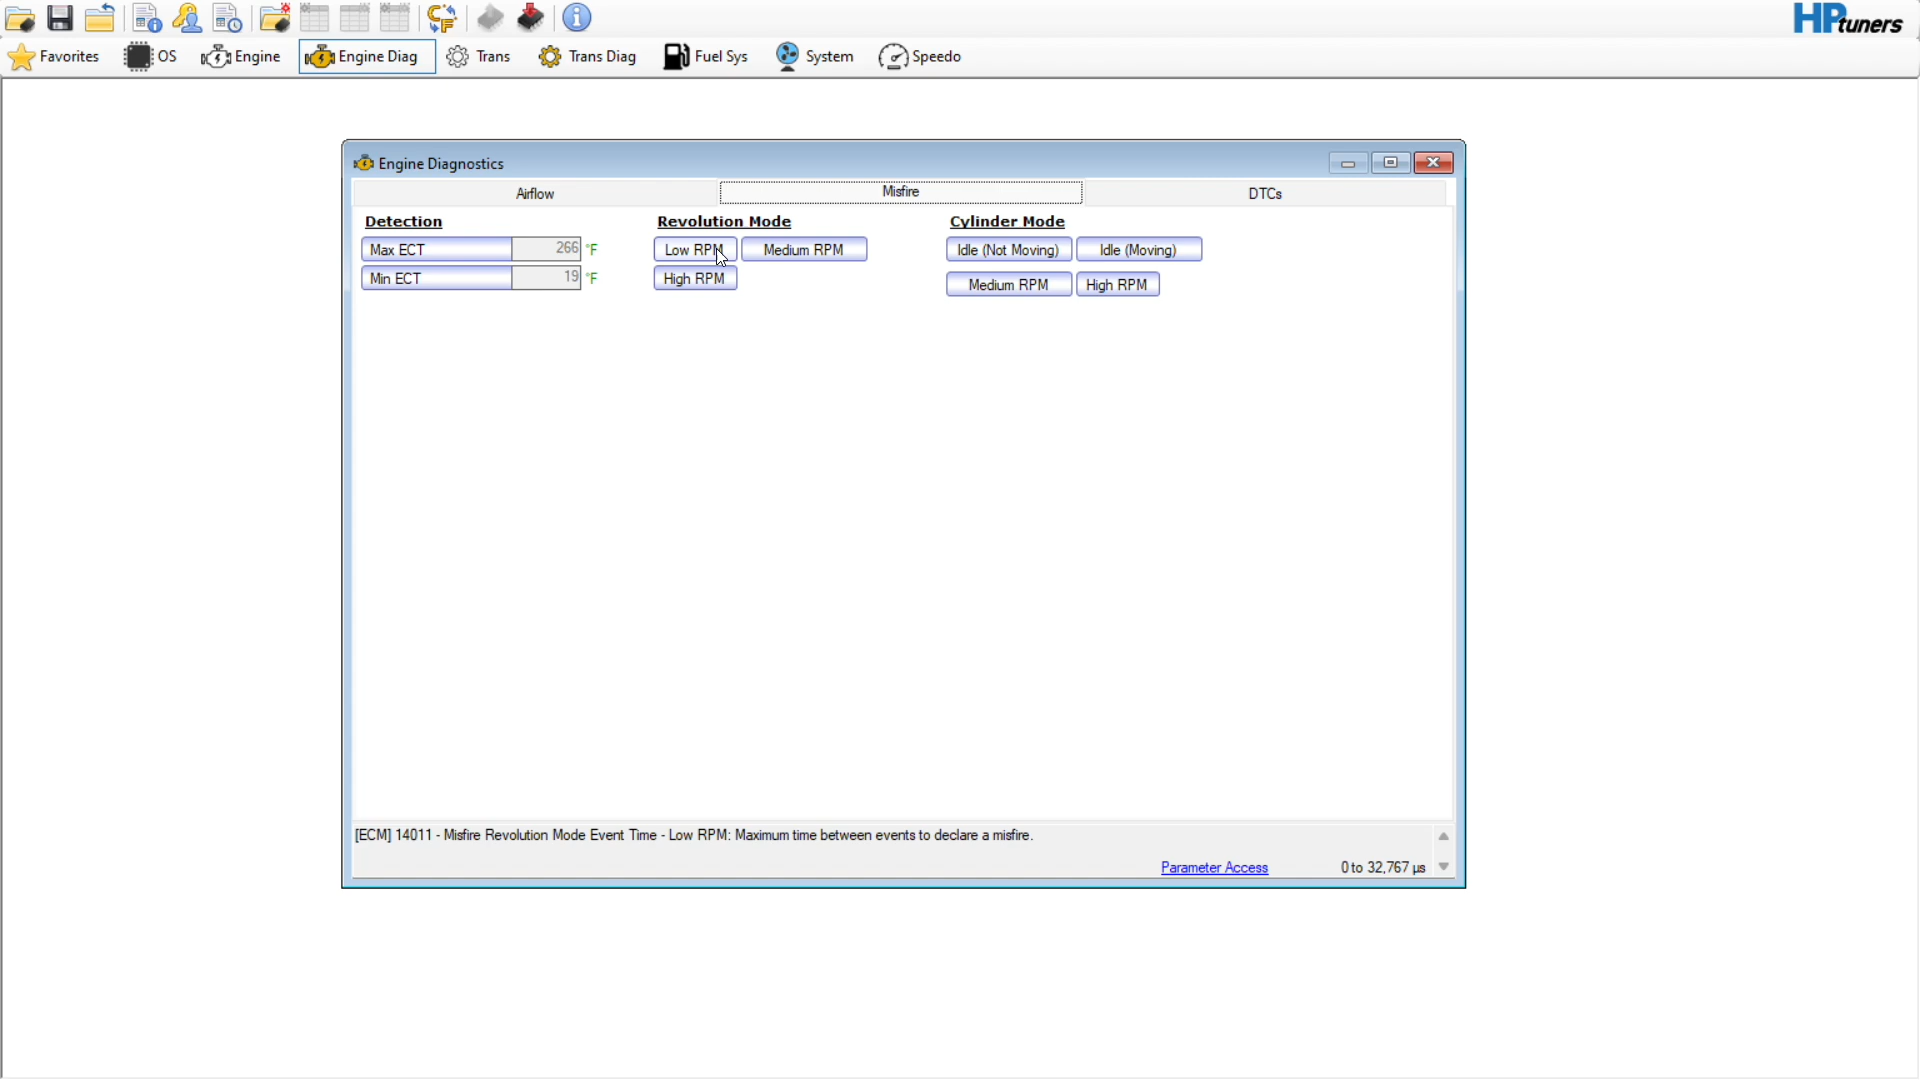 HPtuners
Favorites OS Engine Engine Diag Trans Trans Diag Fuel Sys System Speedo
Engine Diagnostics
Airflow Misfire DTCs
Detection Revolution Mode Cylinder Mode
Max ECT 266 °F Low RPM Medium RPM Idle (Not Moving) Idle (Moving)
Min ECT 19 °F High RPM Medium RPM High RPM
[ECM] 14011 - Misfire Revolution Mode Event Time - Low RPM: Maximum time between events to declare a misfire.
Parameter Access 0 to 32,767 µs